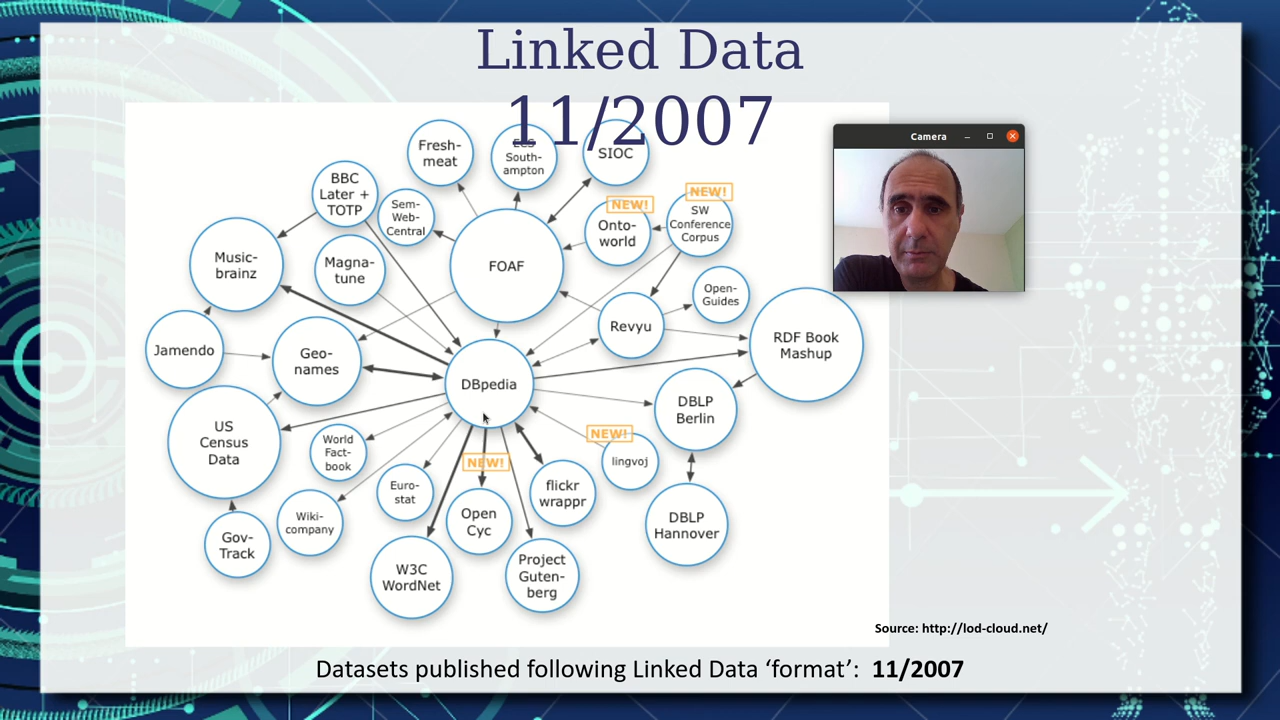 Linked Data
11/2007
Camera
Fresh-
meat
ECS
South-
ampton
SIOC
BBC
Later +
TOTP
Sem-
Web-
Central
NEW!
Onto-
world
NEW!
SW
Conference
Corpus
Music-
brainz
Magna-
tune
FOAF
Open-
Guides
Revyu
RDF Book
Mashup
Jamendo
Geo-
names
DBpedia
DBLP
Berlin
US
Census
Data
World
Fact-
book
NEW!
lingvoj
NEW!
Euro-
stat
flickr
wrappr
Open
Cyc
Wiki-
company
Gov-
Track
DBLP
Hannover
W3C
WordNet
Project
Guten-
berg
Source: http://lod-cloud.net/
Datasets published following Linked Data ‘format’: 11/2007